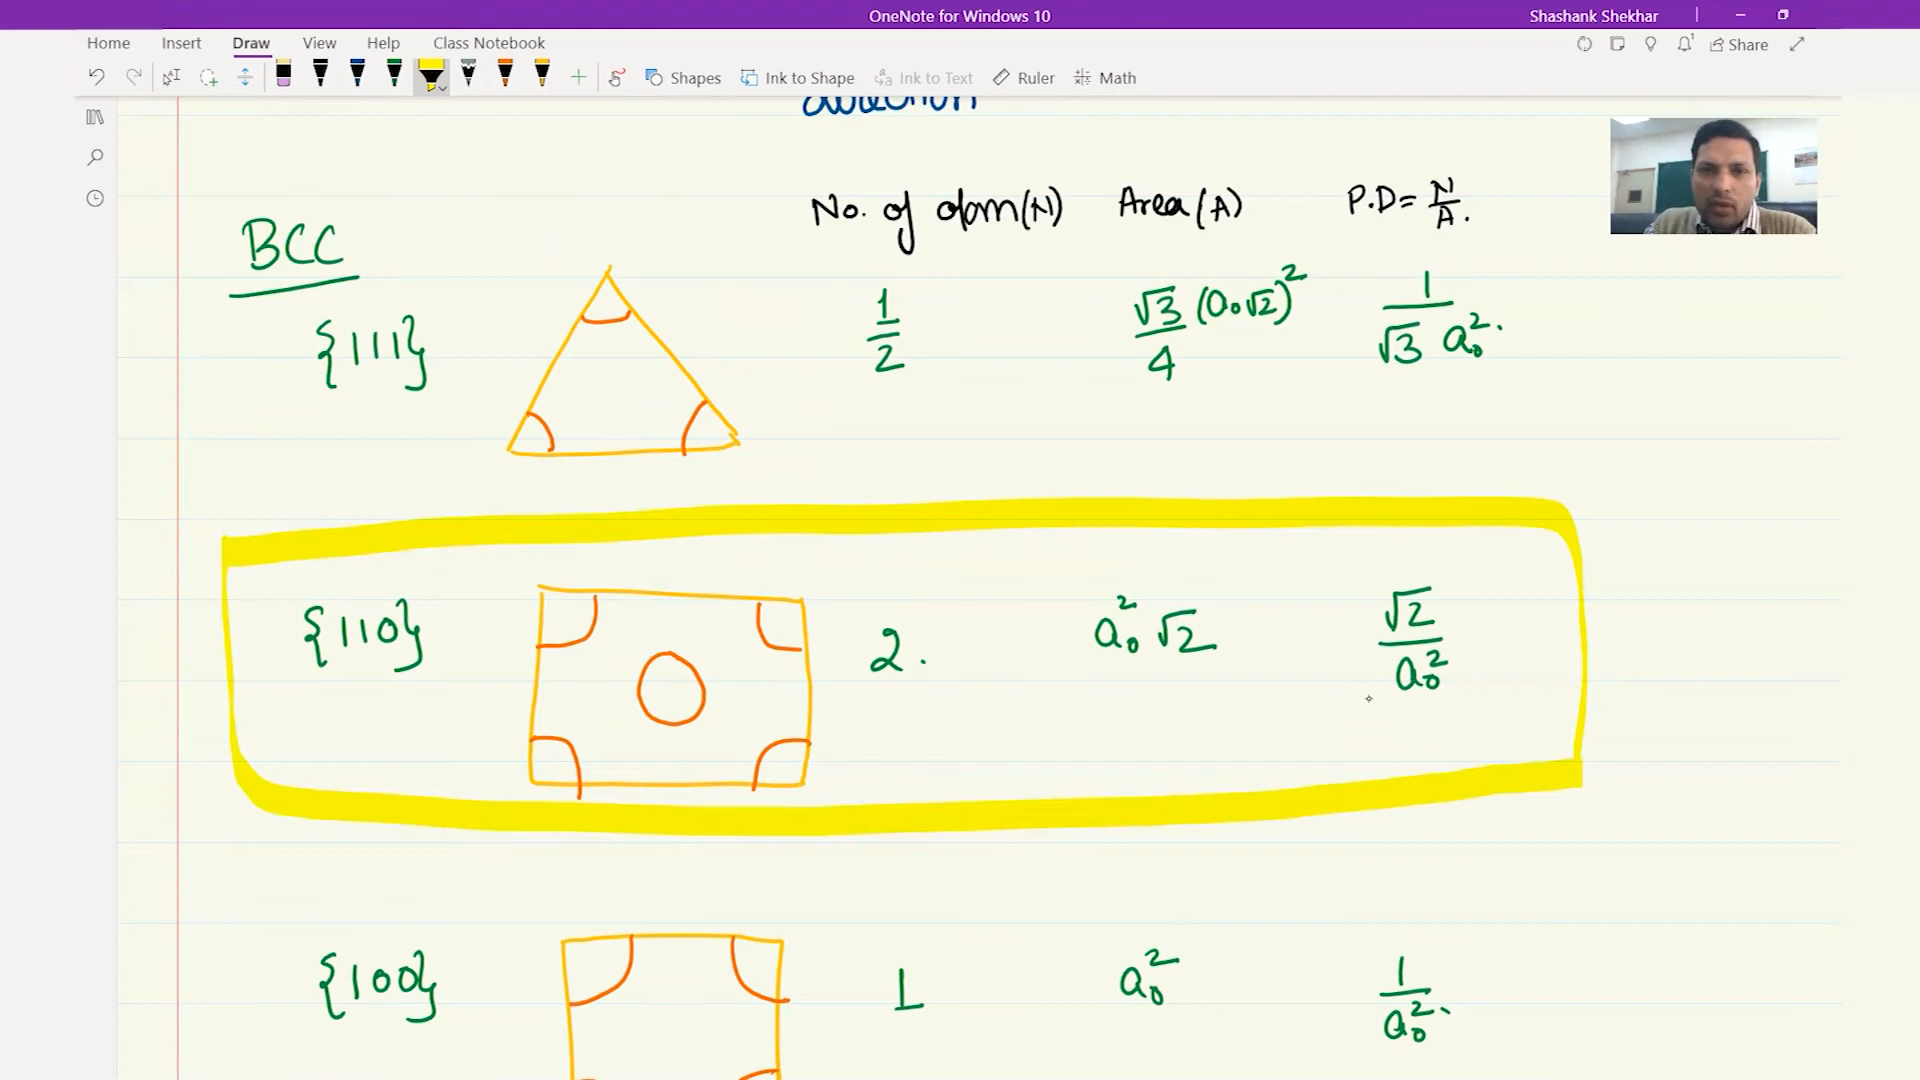 OneNote for Windows 10
Shashank Shekhar
Home Insert Draw View Help Class Notebook
Share
Shapes Ink to Shape Ink to Text Ruler Math
direction
No. of atom(N) Area(A) P.D = N/A.
BCC
{111} 1/2 √3/4 (a₀√2)² 1/√3 a₀².
{110} 2. a₀² √2 √2/a₀²
{100} 1 a₀² 1/a₀².